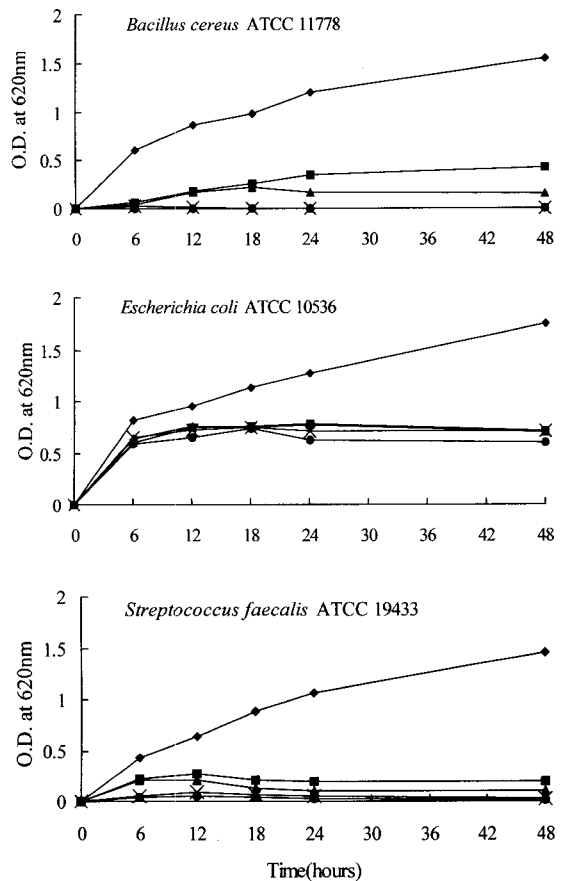 Bacillus cereus ATCC 11778
O.D. at 620nm
2
1.5
1
0.5
0
0 6 12 18 24 30 36 42 48
Escherichia coli ATCC 10536
O.D. at 620nm
2
1.5
1
0.5
0
0 6 12 18 24 30 36 42 48
Streptococcus faecalis ATCC 19433
O.D. at 620nm
2
1.5
1
0.5
0
0 6 12 18 24 30 36 42 48
Time(hours)